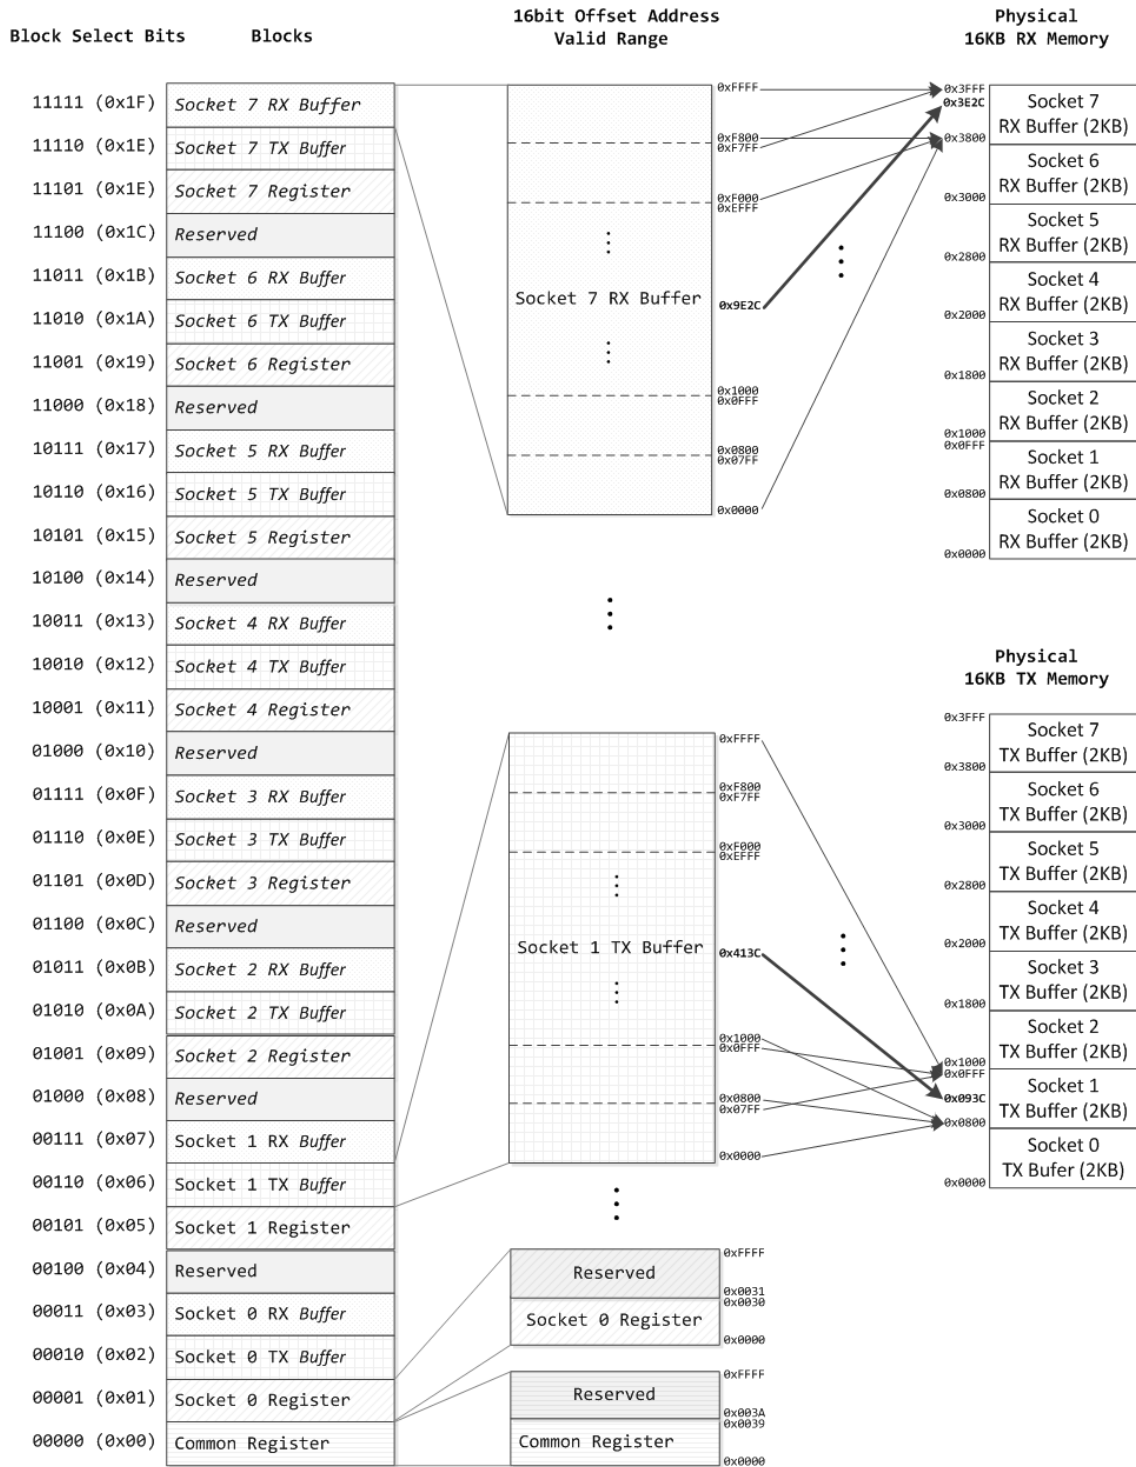 Block Select Bits
Blocks
16bit Offset Address
Valid Range
Physical
16KB RX Memory
11111 (0x1F) Socket 7 RX Buffer
11110 (0x1E) Socket 7 TX Buffer
11101 (0x1E) Socket 7 Register
11100 (0x1C) Reserved
11011 (0x1B) Socket 6 RX Buffer
11010 (0x1A) Socket 6 TX Buffer
11001 (0x19) Socket 6 Register
11000 (0x18) Reserved
10111 (0x17) Socket 5 RX Buffer
10110 (0x16) Socket 5 TX Buffer
10101 (0x15) Socket 5 Register
10100 (0x14) Reserved
10011 (0x13) Socket 4 RX Buffer
10010 (0x12) Socket 4 TX Buffer
10001 (0x11) Socket 4 Register
01000 (0x10) Reserved
01111 (0x0F) Socket 3 RX Buffer
01110 (0x0E) Socket 3 TX Buffer
01101 (0x0D) Socket 3 Register
01100 (0x0C) Reserved
01011 (0x0B) Socket 2 RX Buffer
01010 (0x0A) Socket 2 TX Buffer
01001 (0x09) Socket 2 Register
01000 (0x08) Reserved
00111 (0x07) Socket 1 RX Buffer
00110 (0x06) Socket 1 TX Buffer
00101 (0x05) Socket 1 Register
00100 (0x04) Reserved
00011 (0x03) Socket 0 RX Buffer
00010 (0x02) Socket 0 TX Buffer
00001 (0x01) Socket 0 Register
00000 (0x00) Common Register
0xFFFF
0xF800
0xF7FF
0xF000
0xEFFF
Socket 7 RX Buffer
0x9E2C
0x1000
0x0FFF
0x0800
0x07FF
0x0000
0x3FFF
0x3E2C
Socket 7
RX Buffer (2KB)
0x3800
Socket 6
RX Buffer (2KB)
0x3000
Socket 5
RX Buffer (2KB)
0x2800
Socket 4
RX Buffer (2KB)
0x2000
Socket 3
RX Buffer (2KB)
0x1800
Socket 2
RX Buffer (2KB)
0x1000
0x0FFF
Socket 1
RX Buffer (2KB)
0x0800
Socket 0
RX Buffer (2KB)
0x0000
0xFFFF
0xF800
0xF7FF
0xF000
0xEFFF
Socket 1 TX Buffer
0x413C
0x1000
0x0FFF
0x0800
0x07FF
0x0000
Physical
16KB TX Memory
0x3FFF
Socket 7
TX Buffer (2KB)
0x3800
Socket 6
TX Buffer (2KB)
0x3000
Socket 5
TX Buffer (2KB)
0x2800
Socket 4
TX Buffer (2KB)
0x2000
Socket 3
TX Buffer (2KB)
0x1800
Socket 2
TX Buffer (2KB)
0x1000
0x0FFF
Socket 1
0x093C
TX Buffer (2KB)
0x0800
Socket 0
TX Bufer (2KB)
0x0000
0xFFFF
Reserved
0x0031
0x0030
Socket 0 Register
0x0000
0xFFFF
Reserved
0x003A
0x0039
Common Register
0x0000